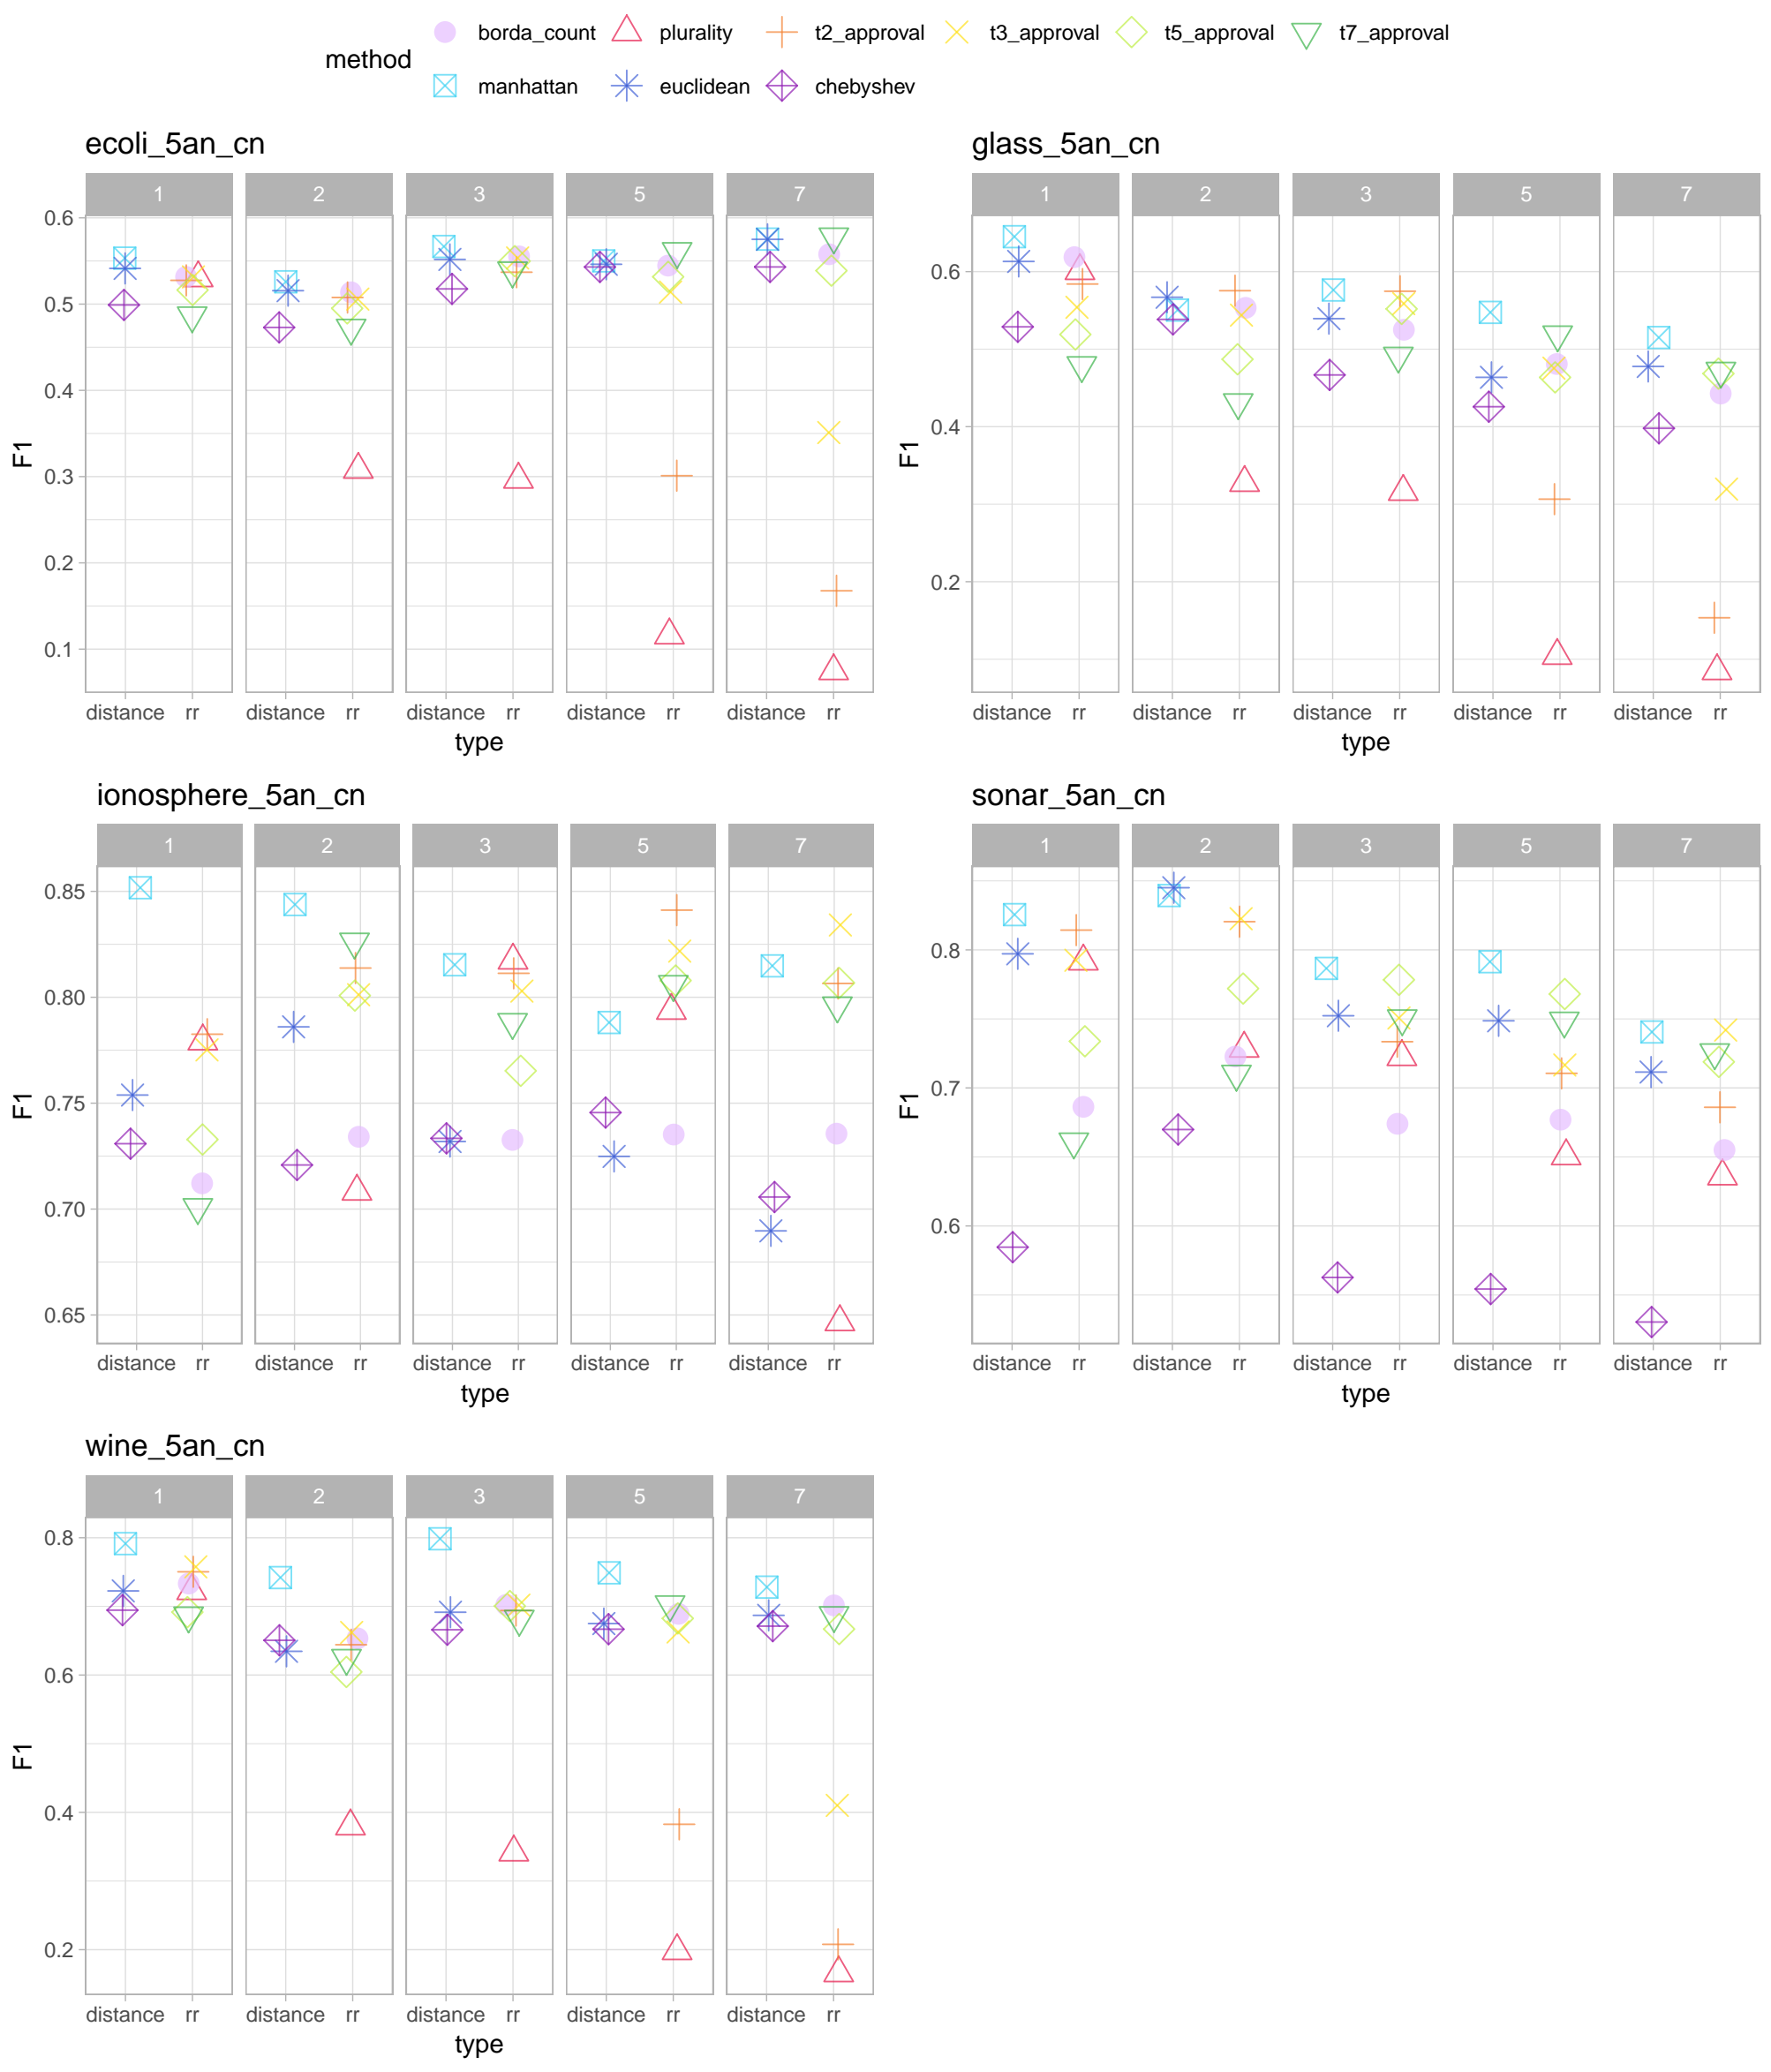 method
borda_count plurality t2_approval t3_approval t5_approval t7_approval
manhattan euclidean chebyshev
ecoli_5an_cn
1 2 3 5 7
0.6
0.5
0.4
0.3
0.2
0.1
F1
distance rr distance rr distance rr distance rr distance rr
type
glass_5an_cn
1 2 3 5 7
0.6
0.4
0.2
F1
distance rr distance rr distance rr distance rr distance rr
type
ionosphere_5an_cn
1 2 3 5 7
0.85
0.80
0.75
0.70
0.65
F1
distance rr distance rr distance rr distance rr distance rr
type
sonar_5an_cn
1 2 3 5 7
0.8
0.7
0.6
F1
distance rr distance rr distance rr distance rr distance rr
type
wine_5an_cn
1 2 3 5 7
0.8
0.6
0.4
0.2
F1
distance rr distance rr distance rr distance rr distance rr
type